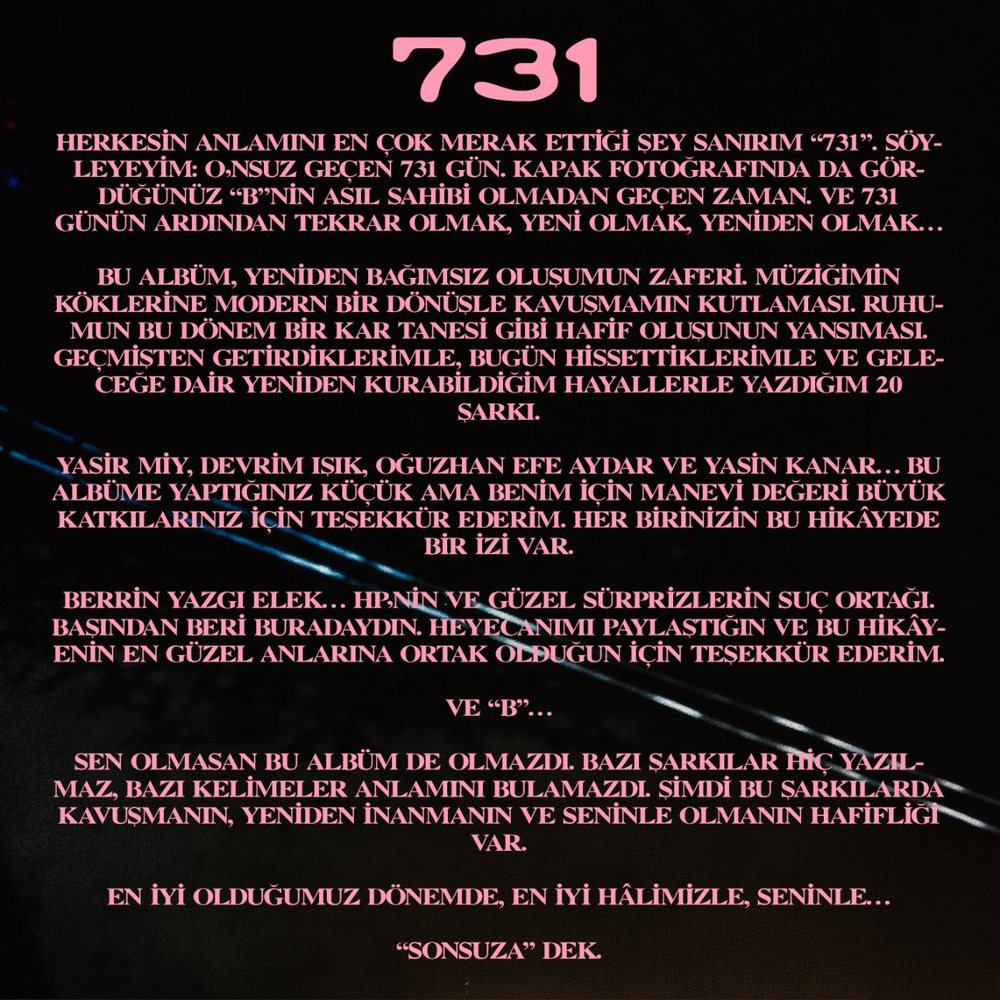 731
HERKESİN ANLAMINI EN ÇOK MERAK ETTİĞİ ŞEY SANIRIM “731”. SÖY-
LEYEYİM: O,NSUZ GEÇEN 731 GÜN. KAPAK FOTOĞRAFINDA DA GÖR-
DÜĞÜNÜZ “B”NİN ASIL SAHİBİ OLMADAN GEÇEN ZAMAN. VE 731
GÜNÜN ARDINDAN TEKRAR OLMAK, YENİ OLMAK, YENİDEN OLMAK…
BU ALBÜM, YENİDEN BAĞIMSIZ OLUŞUMUN ZAFERİ. MÜZİĞİMİN
KÖKLERİNE MODERN BİR DÖNÜŞLE KAVUŞMAMIN KUTLAMASI. RUHU-
MUN BU DÖNEM BİR KAR TANESİ GİBİ HAFİF OLUŞUNUN YANSIMASI.
GEÇMİŞTEN GETİRDİKLERİMLE, BUGÜN HİSSETTİKLERİMLE VE GELE-
CEĞE DAİR YENİDEN KURABİLDİĞİM HAYALLERLE YAZDIĞIM 20
ŞARKI.
YASİR MİY, DEVRİM IŞIK, OĞUZHAN EFE AYDAR VE YASİN KANAR… BU
ALBÜME YAPTIĞINIZ KÜÇÜK AMA BENİM İÇİN MANEVİ DEĞERİ BÜYÜK
KATKILARINIZ İÇİN TEŞEKKÜR EDERİM. HER BİRİNİZİN BU HİKÂYEDE
BİR İZİ VAR.
BERRİN YAZGI ELEK… HP,NİN VE GÜZEL SÜRPRİZLERİN SUÇ ORTAĞI.
BAŞINDAN BERİ BURADAYDIN. HEYECANIMI PAYLAŞTIĞIN VE BU HİKÂY-
ENİN EN GÜZEL ANLARINA ORTAK OLDUĞUN İÇİN TEŞEKKÜR EDERİM.
VE “B”…
SEN OLMASAN BU ALBÜM DE OLMAZDI. BAZI ŞARKILAR HİÇ YAZIL-
MAZ, BAZI KELİMELER ANLAMINI BULAMAZDI. ŞİMDİ BU ŞARKILARDA
KAVUŞMANIN, YENİDEN İNANMANIN VE SENİNLE OLMANIN HAFİFLİĞİ
VAR.
EN İYİ OLDUĞUMUZ DÖNEMDE, EN İYİ HÂLİMİZLE, SENİNLE…
“SONSUZA” DEK.